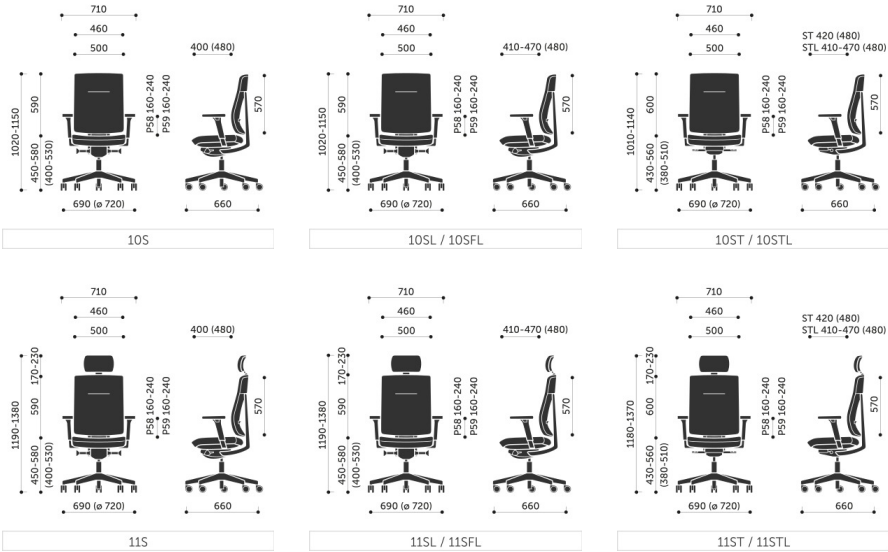 710
460
500
400 (480)
1020-1150
590
450-580
(400-530)
P58 160-240
P59 160-240
570
690 (ø 720)
660
10S
710
460
500
410-470 (480)
1020-1150
590
450-580
(400-530)
P58 160-240
P59 160-240
570
690 (ø 720)
660
10SL / 10SFL
710
460
500
ST 420 (480)
STL 410-470 (480)
1010-1140
600
430-560
(380-510)
P58 160-240
P59 160-240
570
690 (ø 720)
660
10ST / 10STL
710
460
500
400 (480)
1190-1380
170-230
590
450-580
(400-530)
P58 160-240
P59 160-240
570
690 (ø 720)
660
11S
710
460
500
410-470 (480)
1190-1380
170-230
590
450-580
(400-530)
P58 160-240
P59 160-240
570
690 (ø 720)
660
11SL / 11SFL
710
460
500
ST 420 (480)
STL 410-470 (480)
1180-1370
170-230
600
430-560
(380-510)
P58 160-240
P59 160-240
570
690 (ø 720)
660
11ST / 11STL